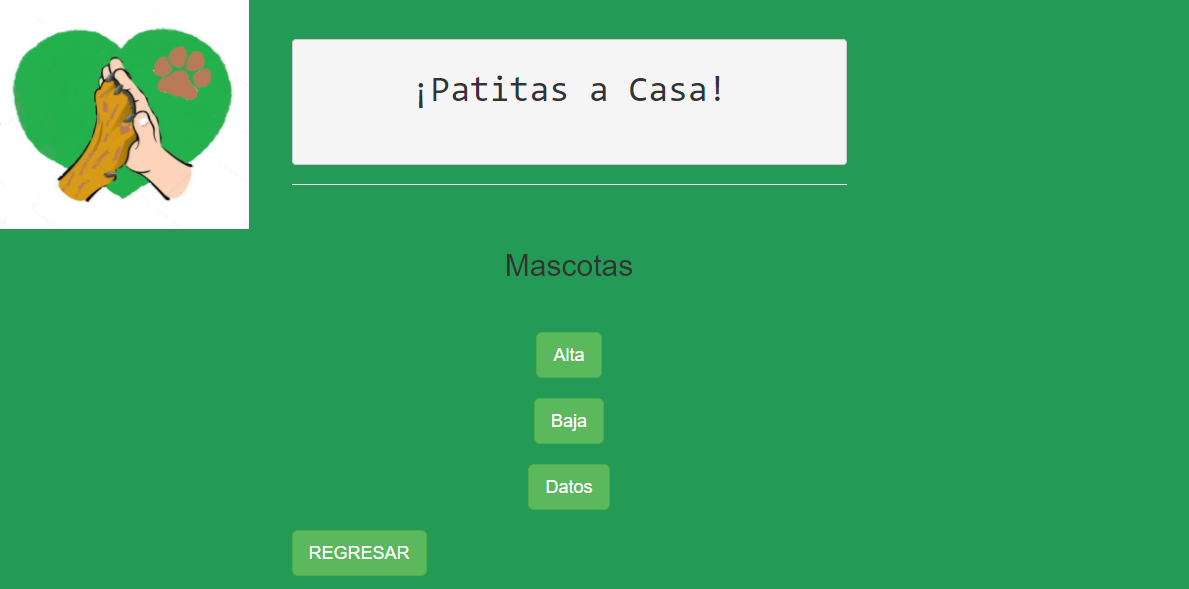 ¡Patitas a Casa!
Mascotas
Alta
Baja
Datos
REGRESAR